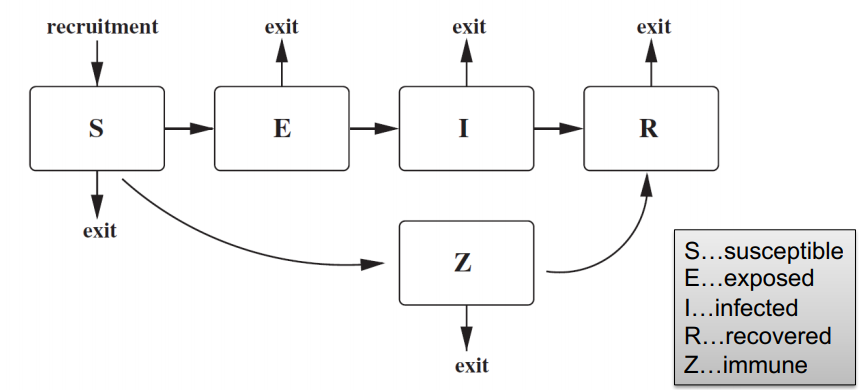 recruitment
exit
exit
exit
S
E
I
R
exit
Z
exit
S...susceptible
E...exposed
I...infected
R...recovered
Z...immune